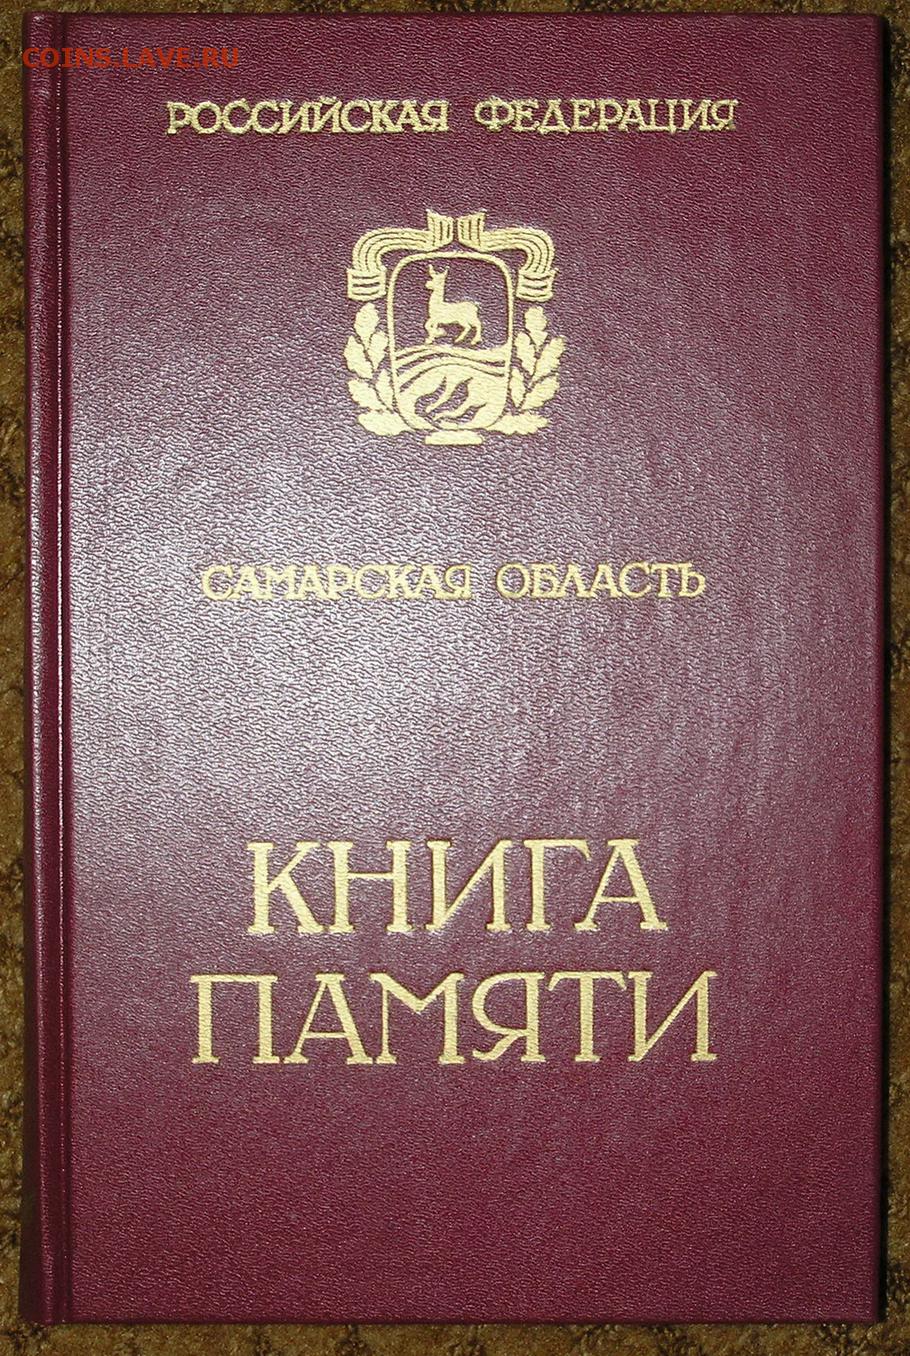 COINS.LAVE.RU
РОССИЙСКАЯ ФЕДЕРАЦИЯ
САМАРСКАЯ ОБЛАСТЬ
КНИГА
ПАМЯТИ